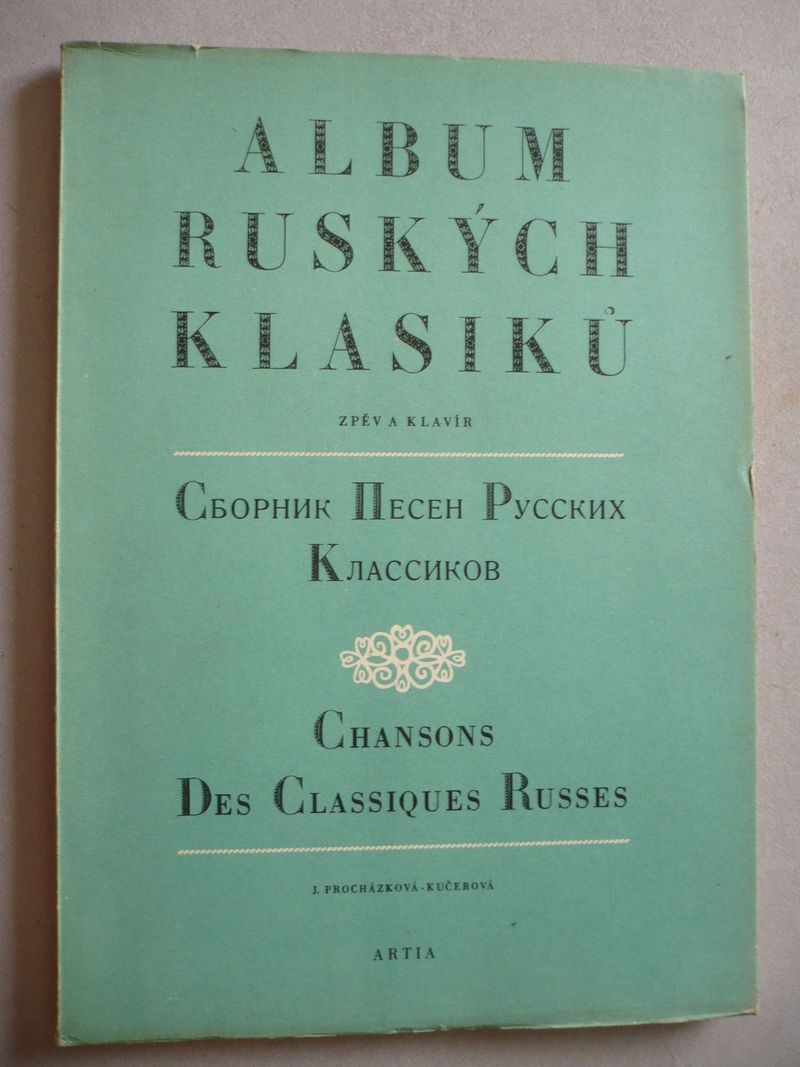 ALBUM
RUSKÝCH
KLASIKŮ
ZPĚV A KLAVÍR
Сборник Песен Русских
Классиков
Chansons
Des Classiques Russes
J. PROCHÁZKOVÁ-KUČEROVÁ
ARTIA